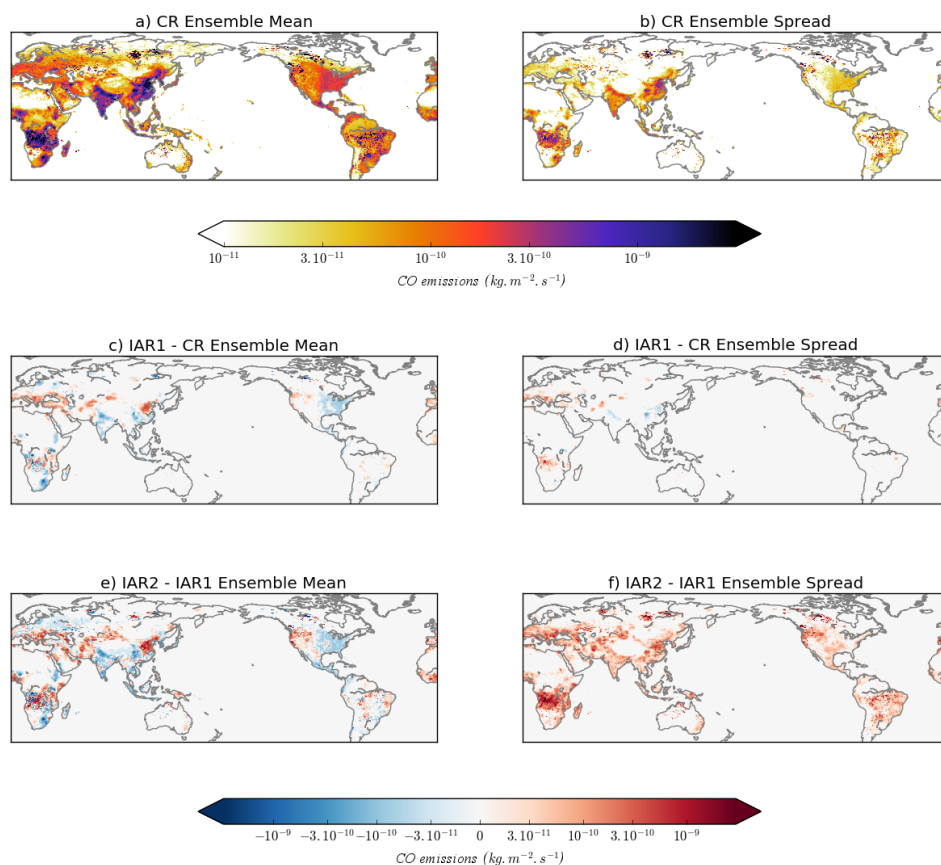 a) CR Ensemble Mean
b) CR Ensemble Spread
10⁻¹¹ 3.10⁻¹¹ 10⁻¹⁰ 3.10⁻¹⁰ 10⁻⁹
CO emissions (kg.m⁻².s⁻¹)
c) IAR1 - CR Ensemble Mean
d) IAR1 - CR Ensemble Spread
e) IAR2 - IAR1 Ensemble Mean
f) IAR2 - IAR1 Ensemble Spread
−10⁻⁹ −3.10⁻¹⁰ −10⁻¹⁰ −3.10⁻¹¹ 0 3.10⁻¹¹ 10⁻¹⁰ 10⁻⁹
CO emissions (kg.m⁻².s⁻¹)